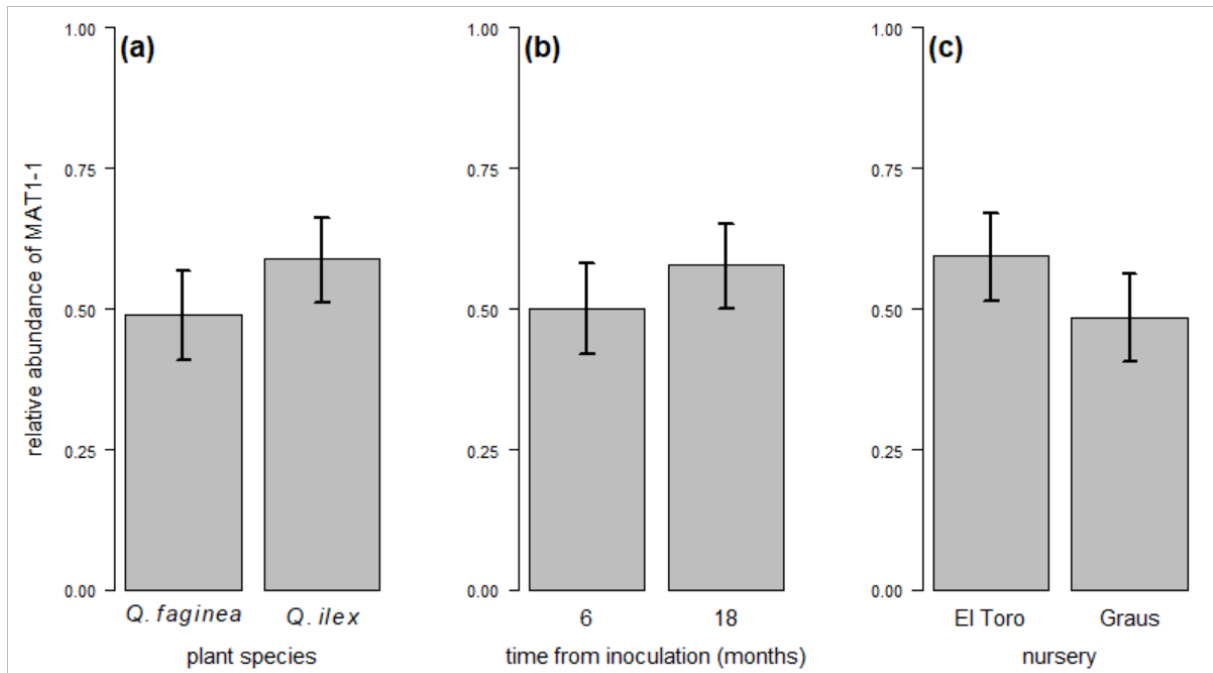 relative abundance of MAT1-1
(a)
1.00
0.75
0.50
0.25
0.00
Q. faginea
Q. ilex
plant species
(b)
1.00
0.75
0.50
0.25
0.00
6
18
time from inoculation (months)
(c)
1.00
0.75
0.50
0.25
0.00
El Toro
Graus
nursery